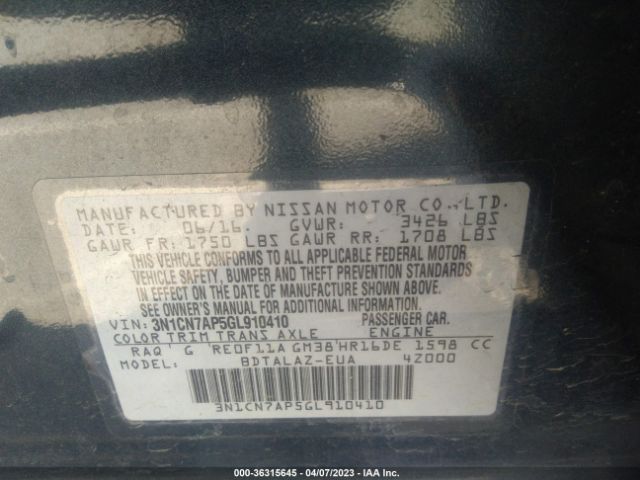 MANUFACTURED BY NISSAN MOTOR CO., LTD.
DATE: 06/16. GVWR: 3426 LBS
GAWR FR: 1750 LBS GAWR RR: 1708 LBS
THIS VEHICLE CONFORMS TO ALL APPLICABLE FEDERAL MOTOR
VEHICLE SAFETY, BUMPER AND THEFT PREVENTION STANDARDS
IN EFFECT ON THE DATE OF MANUFACTURE SHOWN ABOVE.
SEE OWNER'S MANUAL FOR ADDITIONAL INFORMATION.
VIN: 3N1CN7AP5GL910410 PASSENGER CAR.
COLOR TRIM TRANS AXLE ENGINE
RAQ G RE0F11A GM38 HR16DE 1598 CC
MODEL: BDTALAZ-EUA 4Z000
3N1CN7AP5GL910410
000-36315645 - 04/07/2023 - IAA Inc.